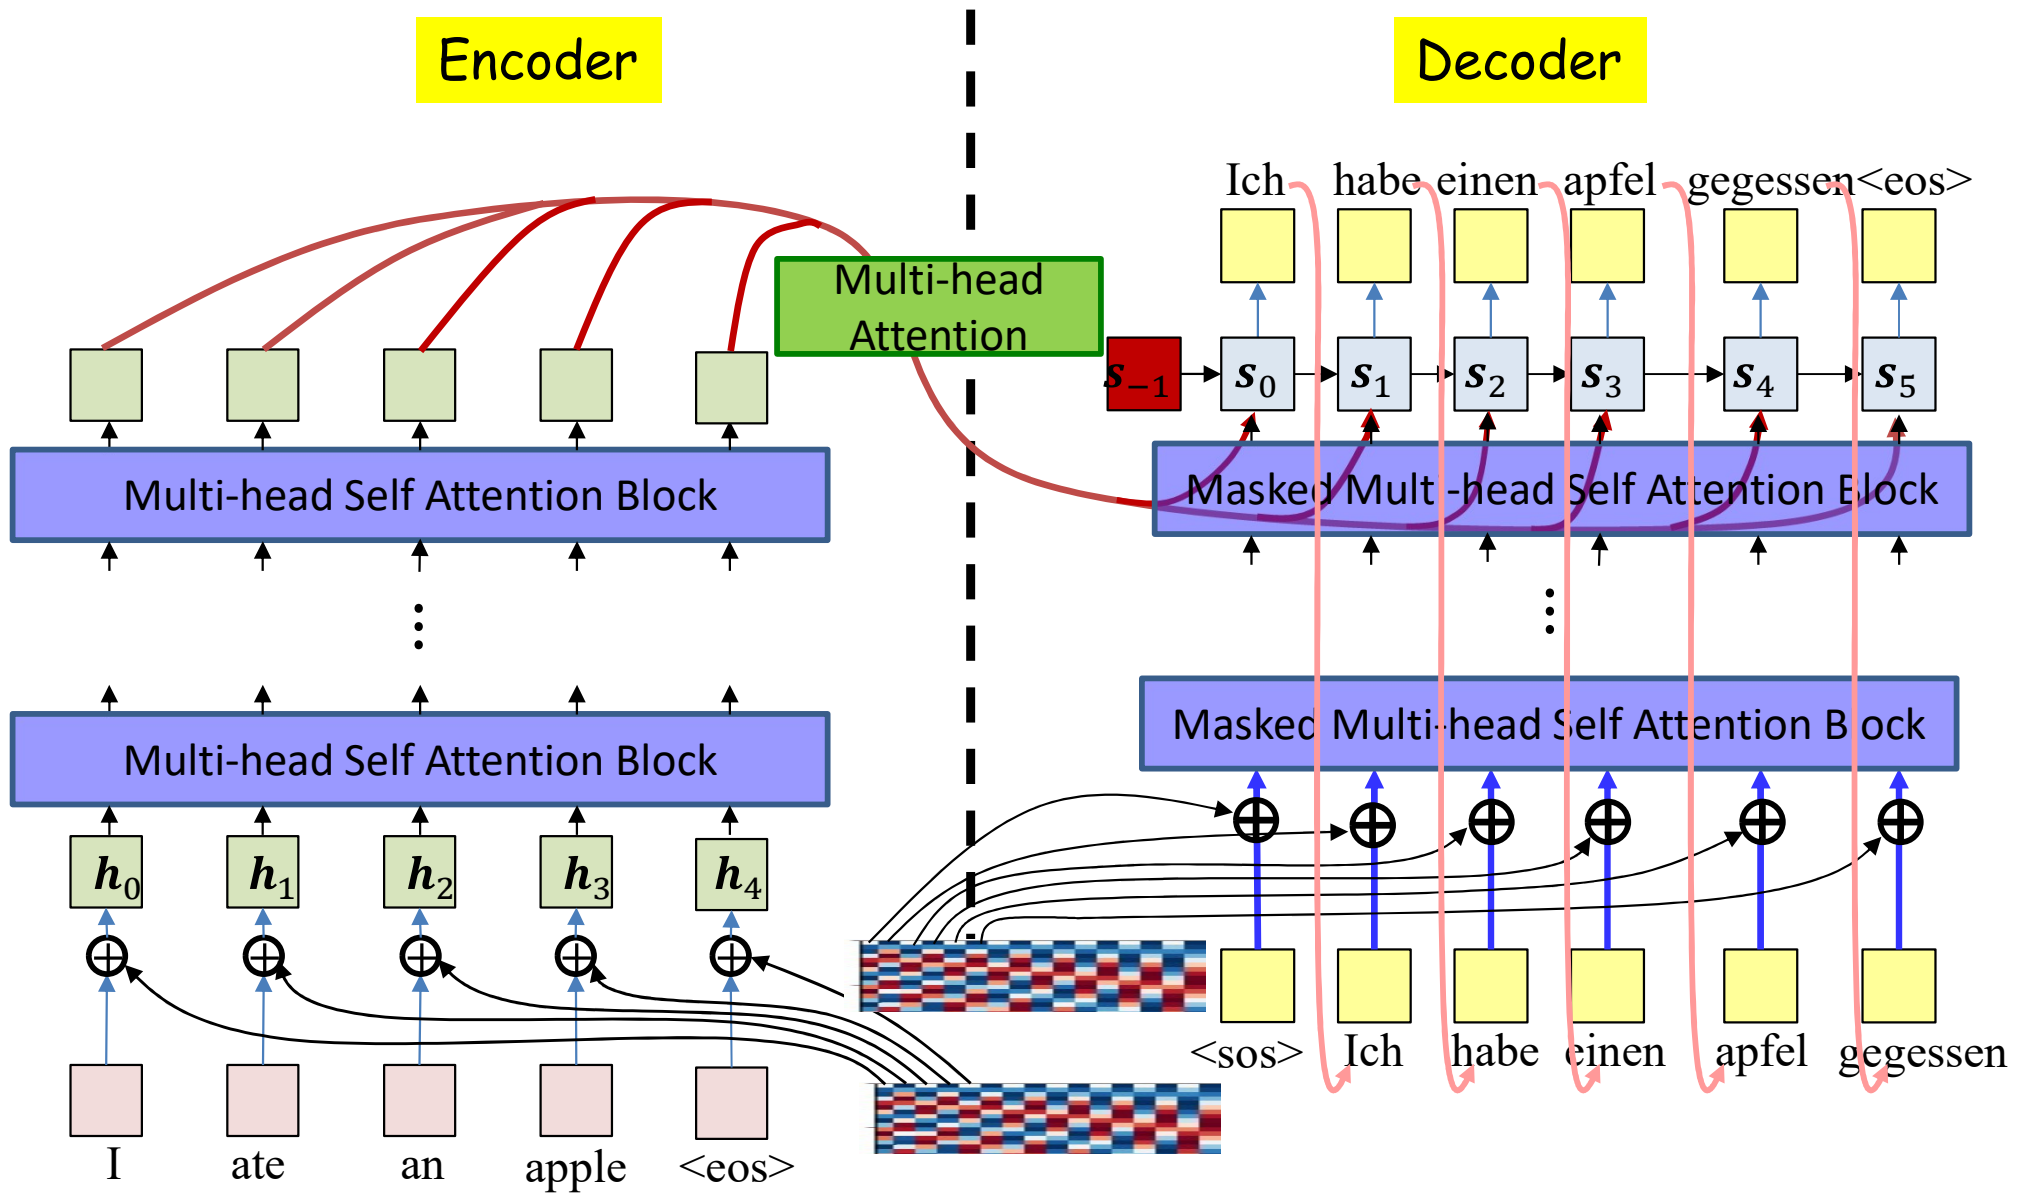 Encoder
Decoder
Ich habe einen apfel gegessen <eos>
Multi-head
Attention
s₋₁ s₀ s₁ s₂ s₃ s₄ s₅
Multi-head Self Attention Block
Masked Multi-head Self Attention Block
⋮ ⋮
Multi-head Self Attention Block
Masked Multi-head Self Attention Block
h₀ h₁ h₂ h₃ h₄
<sos> Ich habe einen apfel gegessen
I ate an apple <eos>